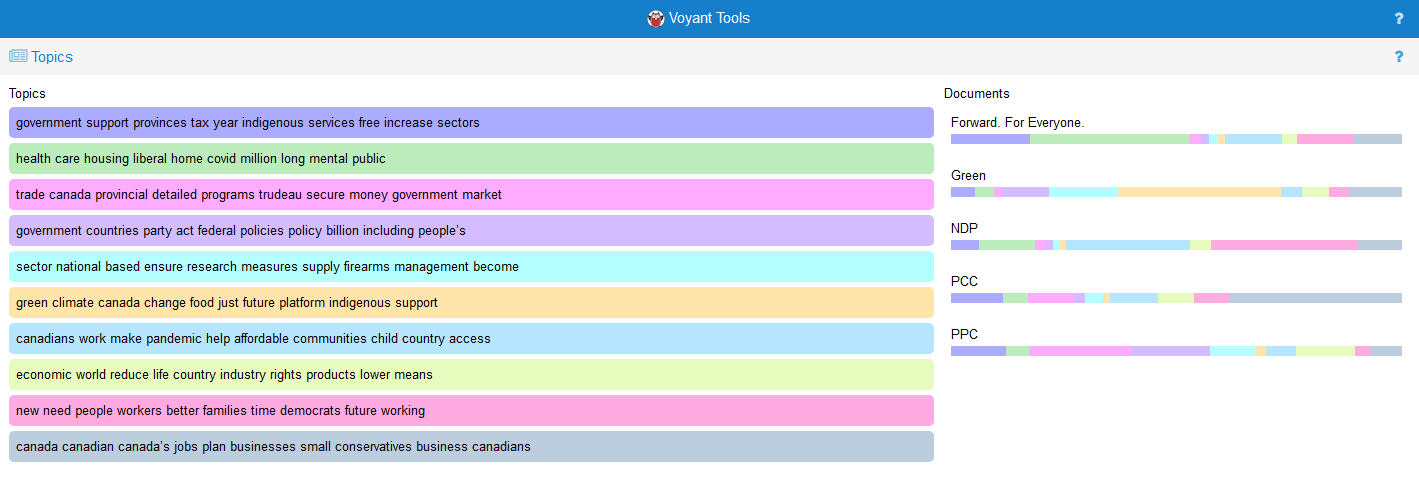 Voyant Tools
?
Topics
?
Topics
government support provinces tax year indigenous services free increase sectors
health care housing liberal home covid million long mental public
trade canada provincial detailed programs trudeau secure money government market
government countries party act federal policies policy billion including people’s
sector national based ensure research measures supply firearms management become
green climate canada change food just future platform indigenous support
canadians work make pandemic help affordable communities child country access
economic world reduce life country industry rights products lower means
new need people workers better families time democrats future working
canada canadian canada’s jobs plan businesses small conservatives business canadians
Documents
Forward. For Everyone.
Green
NDP
PCC
PPC